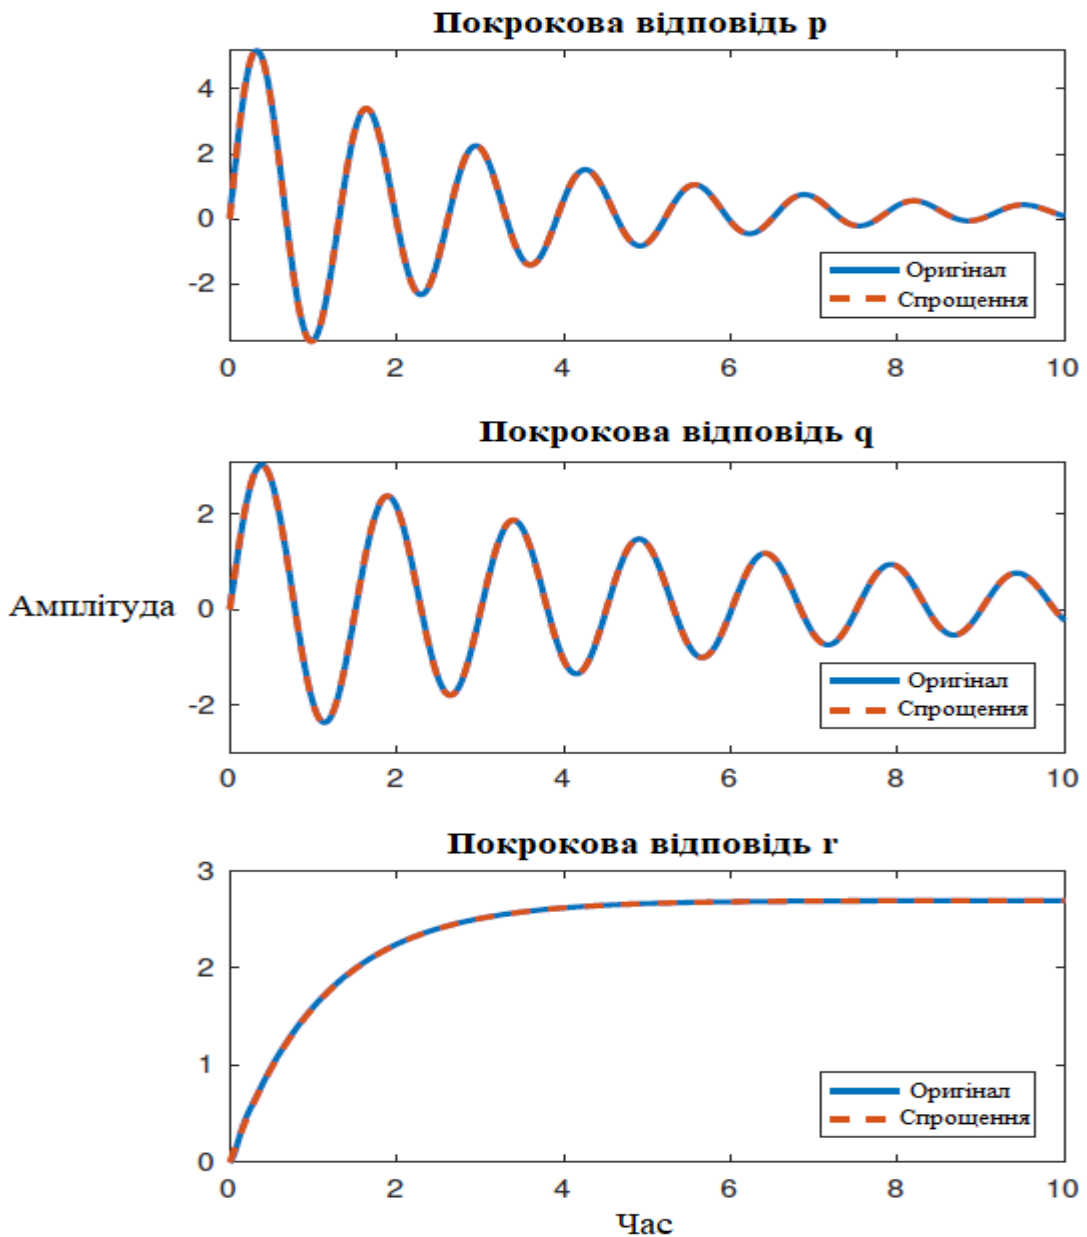 Покрокова відповідь p
4
2
0
-2
Оригінал
Спрощення
0 2 4 6 8 10
Покрокова відповідь q
2
Амплітуда 0
-2
Оригінал
Спрощення
0 2 4 6 8 10
Покрокова відповідь r
3
2
1
0
Оригінал
Спрощення
0 2 4 6 8 10
Час